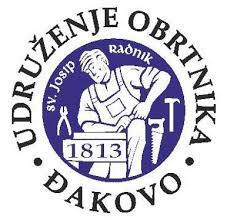 UDRUŽENJE OBRTNIKA
SV. JOSIP RADNIK
1813
ĐAKOVO